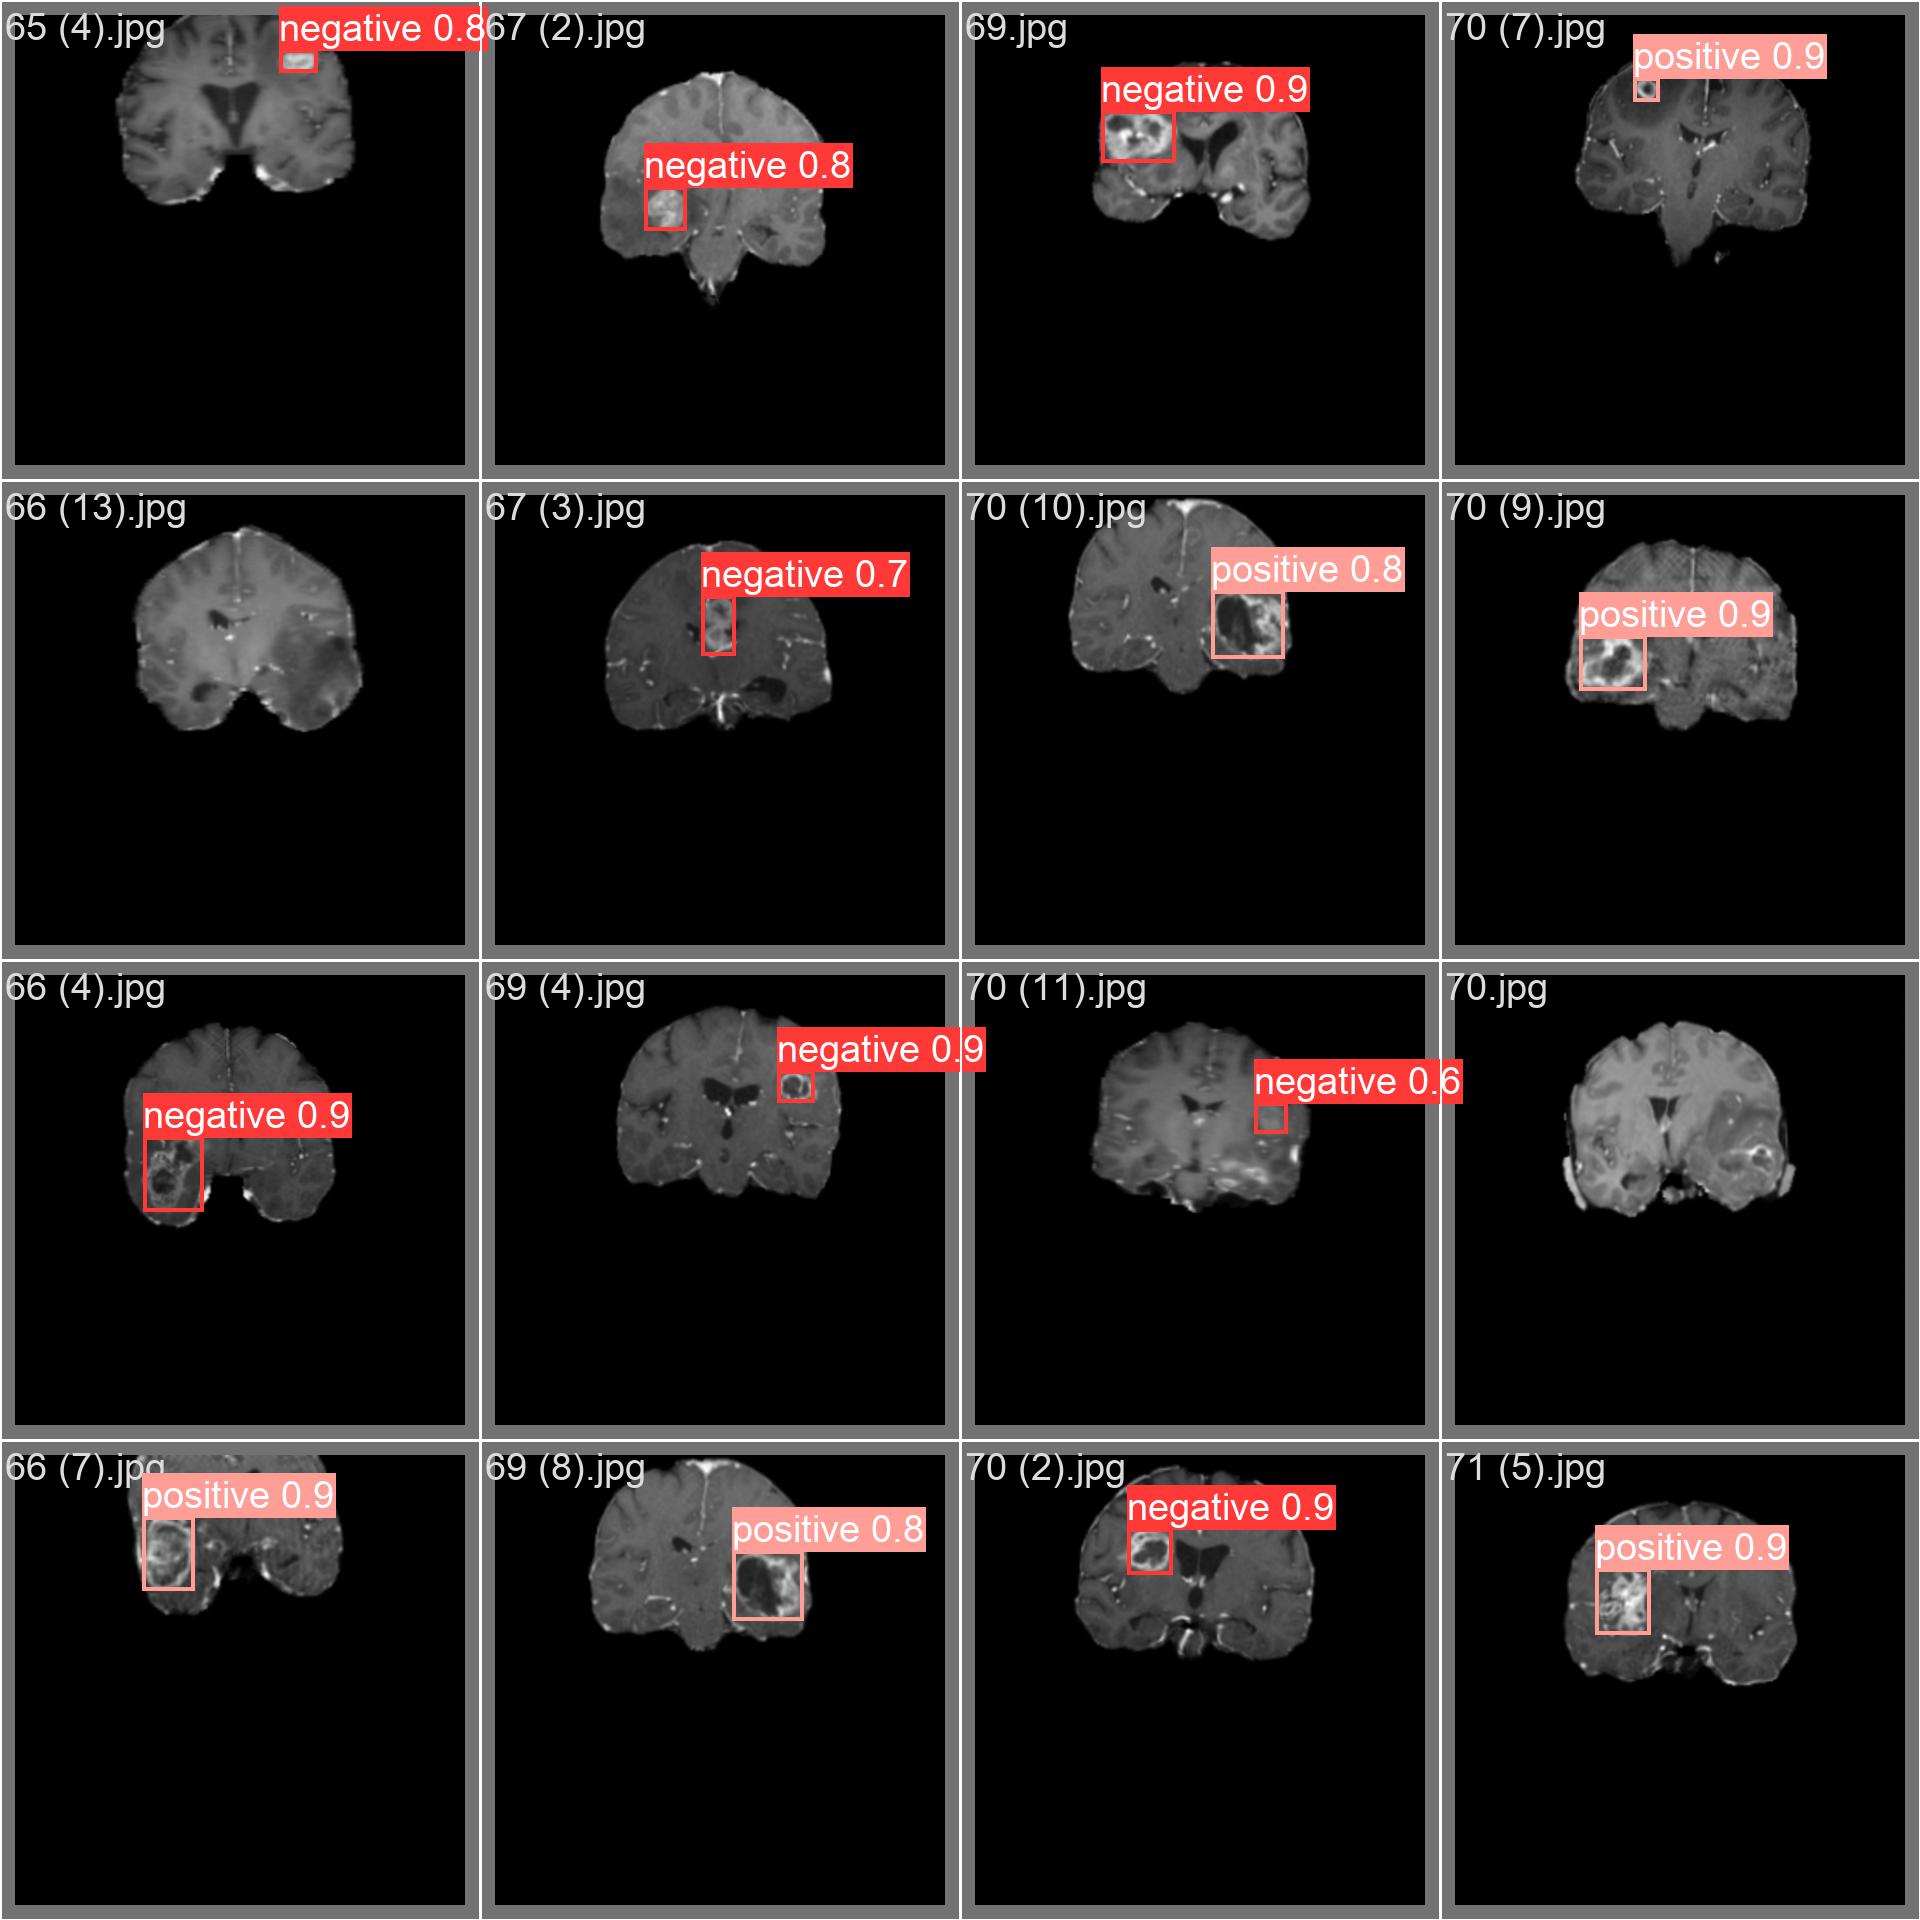 65 (4).jpg
negative 0.8
67 (2).jpg
negative 0.8
69.jpg
negative 0.9
70 (7).jpg
positive 0.9
66 (13).jpg
67 (3).jpg
negative 0.7
70 (10).jpg
positive 0.8
70 (9).jpg
positive 0.9
66 (4).jpg
negative 0.9
69 (4).jpg
negative 0.9
70 (11).jpg
negative 0.6
70.jpg
66 (7).jpg
positive 0.9
69 (8).jpg
positive 0.8
70 (2).jpg
negative 0.9
71 (5).jpg
positive 0.9